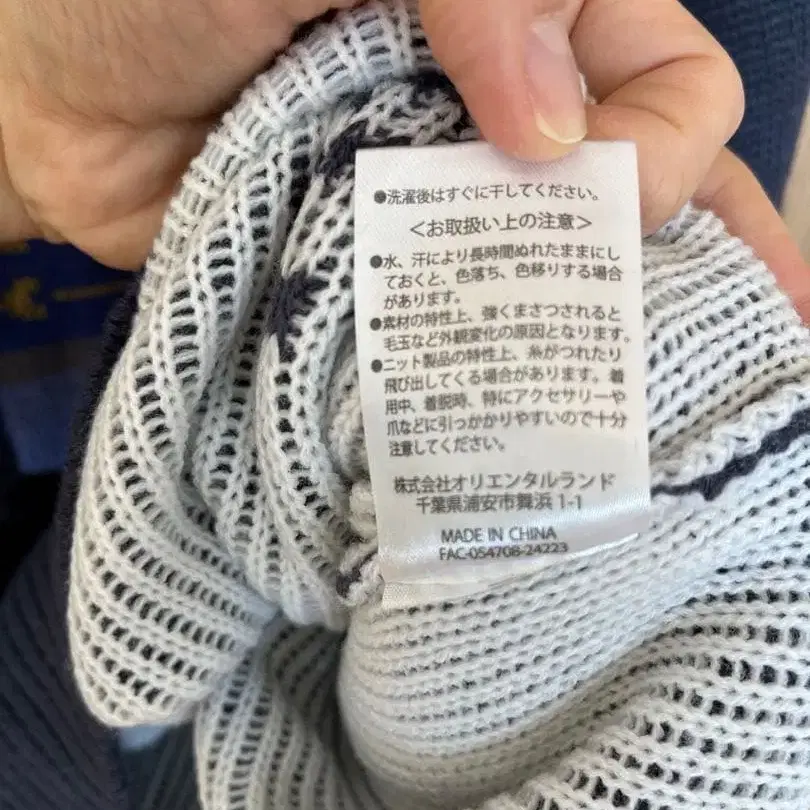 ●洗濯後はすぐに干してください。
＜お取扱い上の注意＞
●水、汗により長時間ぬれたままにし
ておくと、色落ち、色移りする場合
があります。
●素材の特性上、強くまさつされると
毛玉など外観変化の原因となります。
●ニット製品の特性上、糸がつれたり
飛び出してくる場合があります。着
用中、着脱時、特にアクセサリーや
爪などに引っかかりやすいので十分
注意してください。
株式会社オリエンタルランド
千葉県浦安市舞浜 1-1
MADE IN CHINA
FAC-054708-24223